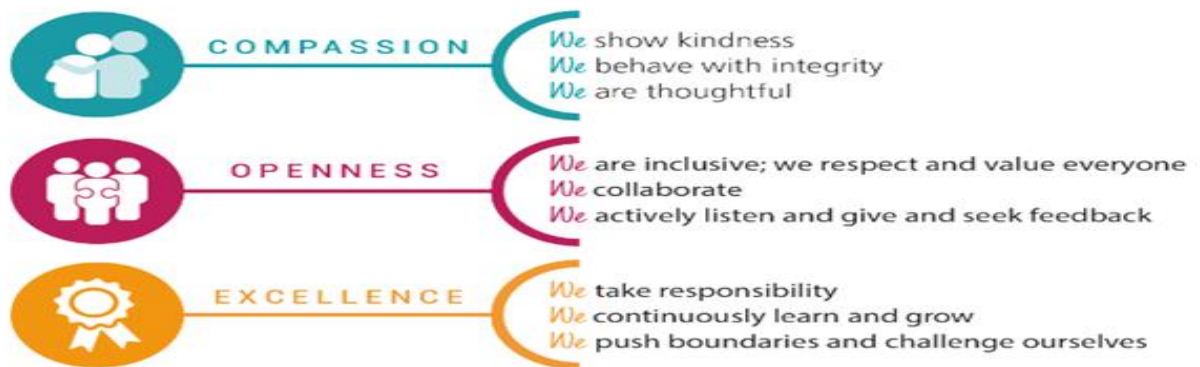 COMPASSION
We show kindness
We behave with integrity
We are thoughtful
OPENNESS
We are inclusive; we respect and value everyone
We collaborate
We actively listen and give and seek feedback
EXCELLENCE
We take responsibility
We continuously learn and grow
We push boundaries and challenge ourselves